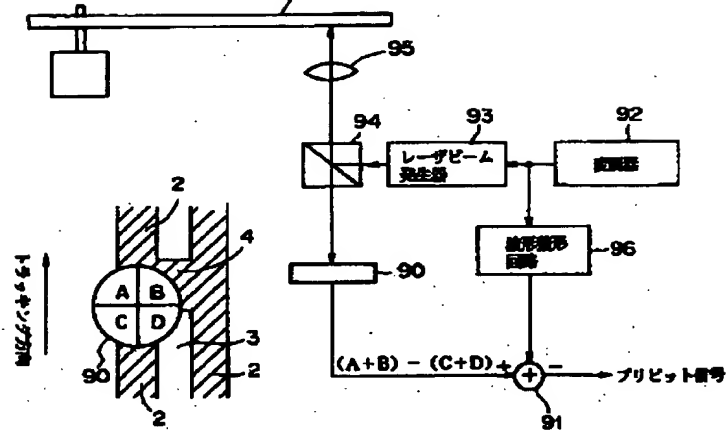 95
94
93
レーザビーム
発生器
92
変調器
2
4
A B
C D
トラッキング方向
90
3
2
2
90
波形整形
回路
96
(A+B) - (C+D)
+
+
-
プリピット信号
91